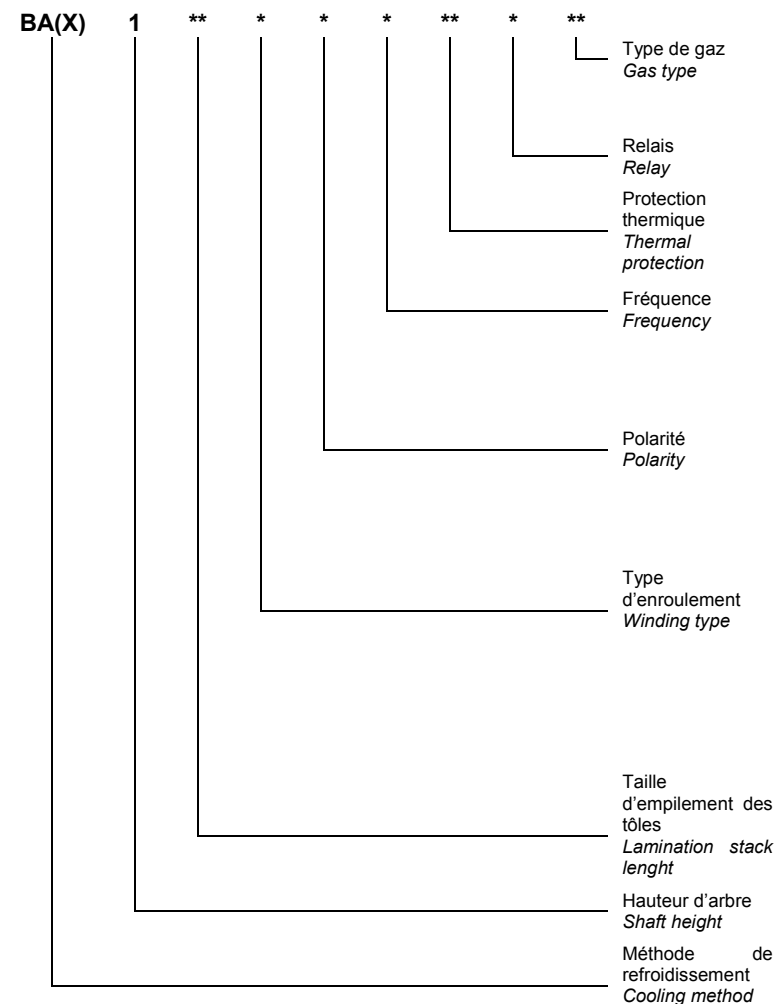 BA(X) 1 ** * * * ** * **
Type de gaz
Gas type
Relais
Relay
Protection
thermique
Thermal
protection
Fréquence
Frequency
Polarité
Polarity
Type
d’enroulement
Winding type
Taille
d’empilement des
tôles
Lamination stack
lenght
Hauteur d’arbre
Shaft height
Méthode de
refroidissement
Cooling method